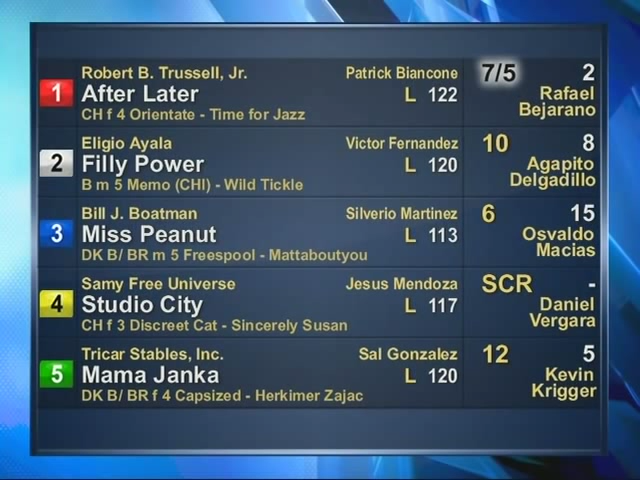 Robert B. Trussell, Jr. Patrick Biancone 7/5 2
1 After Later L 122 Rafael
CH f 4 Orientate - Time for Jazz Bejarano
Eligio Ayala Victor Fernandez 10 8
2 Filly Power L 120 Agapito
B m 5 Memo (CHI) - Wild Tickle Delgadillo
Bill J. Boatman Silverio Martinez 6 15
3 Miss Peanut L 113 Osvaldo
DK B/ BR m 5 Freespool - Mattaboutyou Macias
Samy Free Universe Jesus Mendoza SCR -
4 Studio City L 117 Daniel
CH f 3 Discreet Cat - Sincerely Susan Vergara
Tricar Stables, Inc. Sal Gonzalez 12 5
5 Mama Janka L 120 Kevin
DK B/ BR f 4 Capsized - Herkimer Zajac Krigger